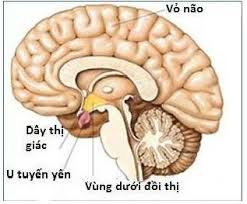 Vỏ não
Dây thị
giác
U tuyến yên
Vùng dưới đồi thị